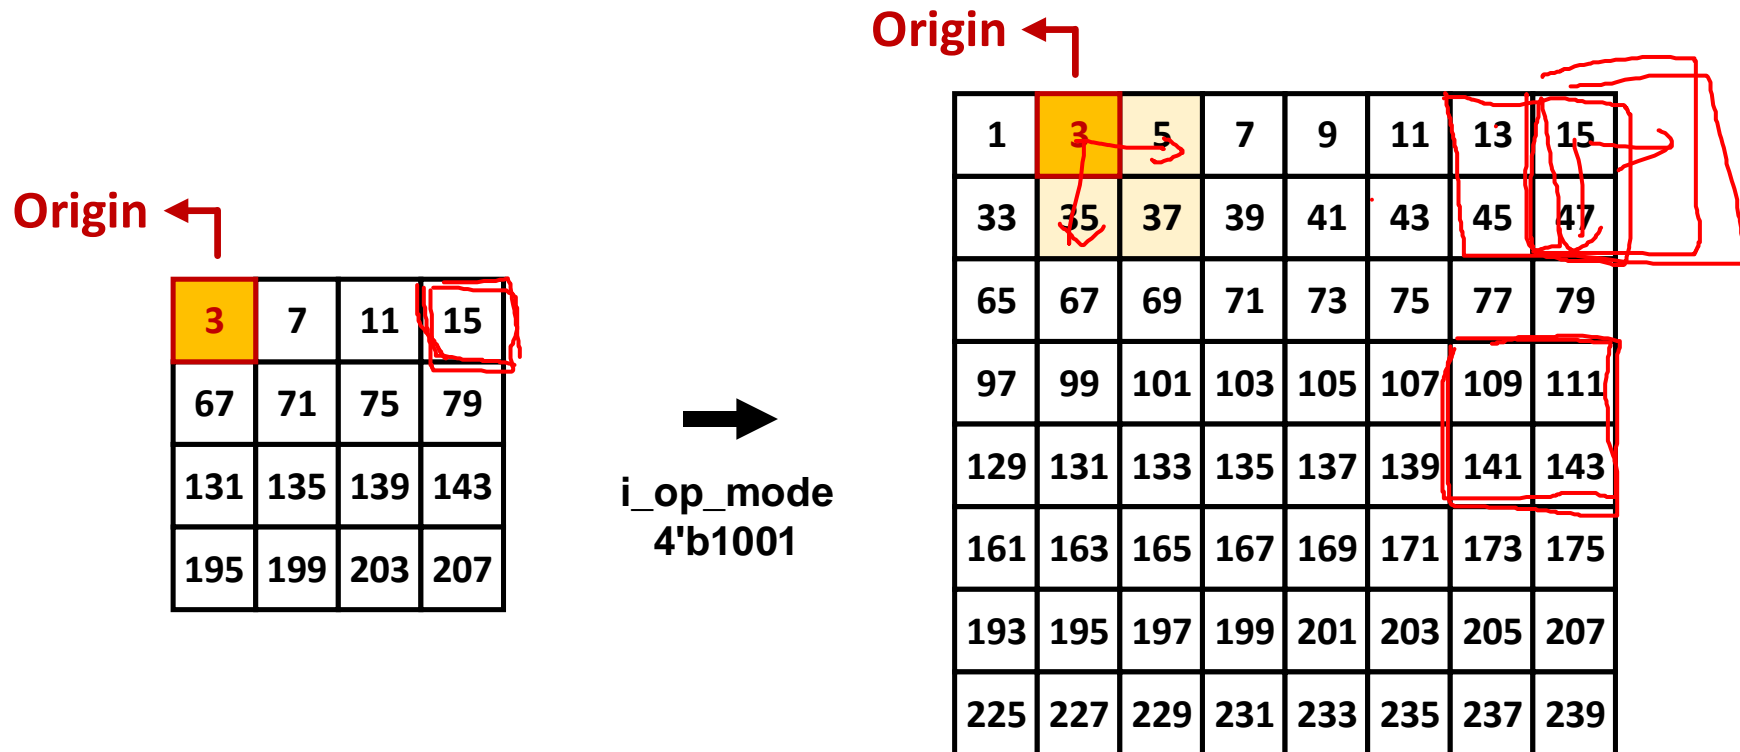 Origin
1 3 5 7 9 11 13 15
33 35 37 39 41 43 45 47
65 67 69 71 73 75 77 79
97 99 101 103 105 107 109 111
129 131 133 135 137 139 141 143
161 163 165 167 169 171 173 175
193 195 197 199 201 203 205 207
225 227 229 231 233 235 237 239
Origin
3 7 11 15
67 71 75 79
131 135 139 143
195 199 203 207
i_op_mode
4'b1001